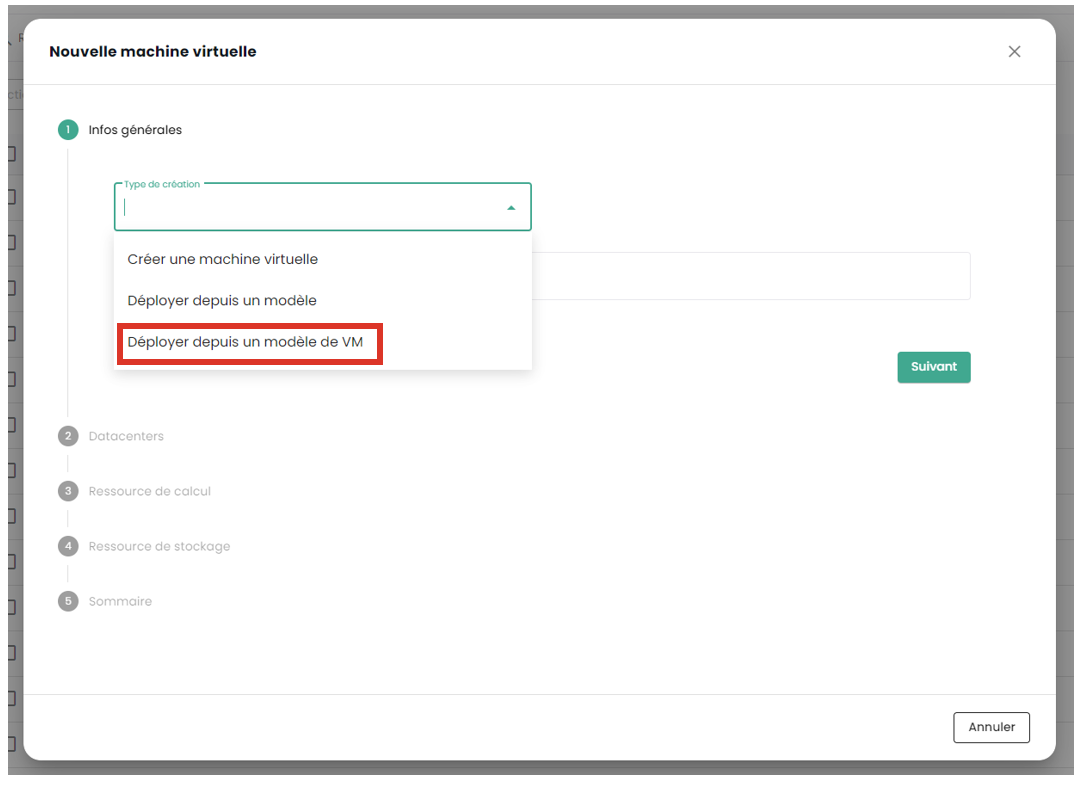 Nouvelle machine virtuelle
1 Infos générales
Type de création
Créer une machine virtuelle
Déployer depuis un modèle
Déployer depuis un modèle de VM
Suivant
2 Datacenters
3 Ressource de calcul
4 Ressource de stockage
5 Sommaire
Annuler